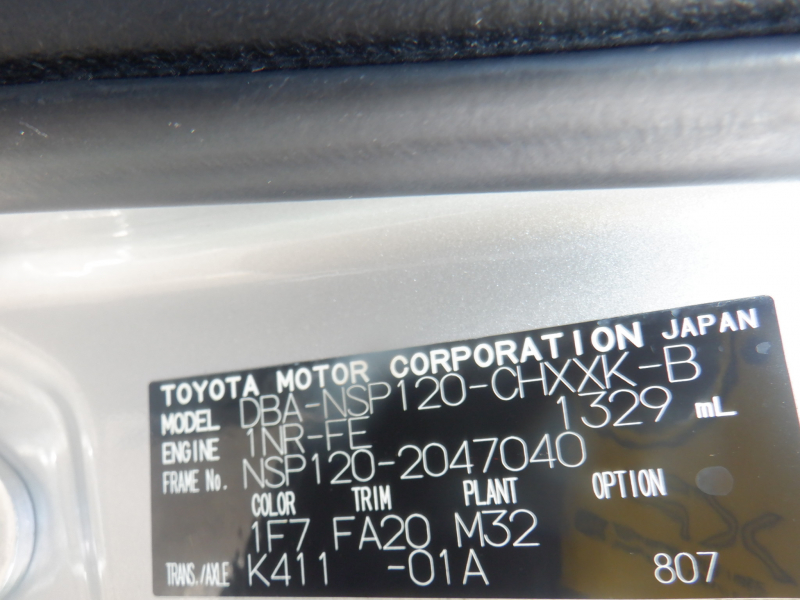 TOYOTA MOTOR CORPORATION JAPAN
MODEL DBA-NSP120-CHXXK-B
ENGINE 1NR-FE 1329 mL
FRAME No. NSP120-2047040
COLOR TRIM PLANT OPTION
1F7 FA20 M32
TRANS./AXLE K411 -01A 807